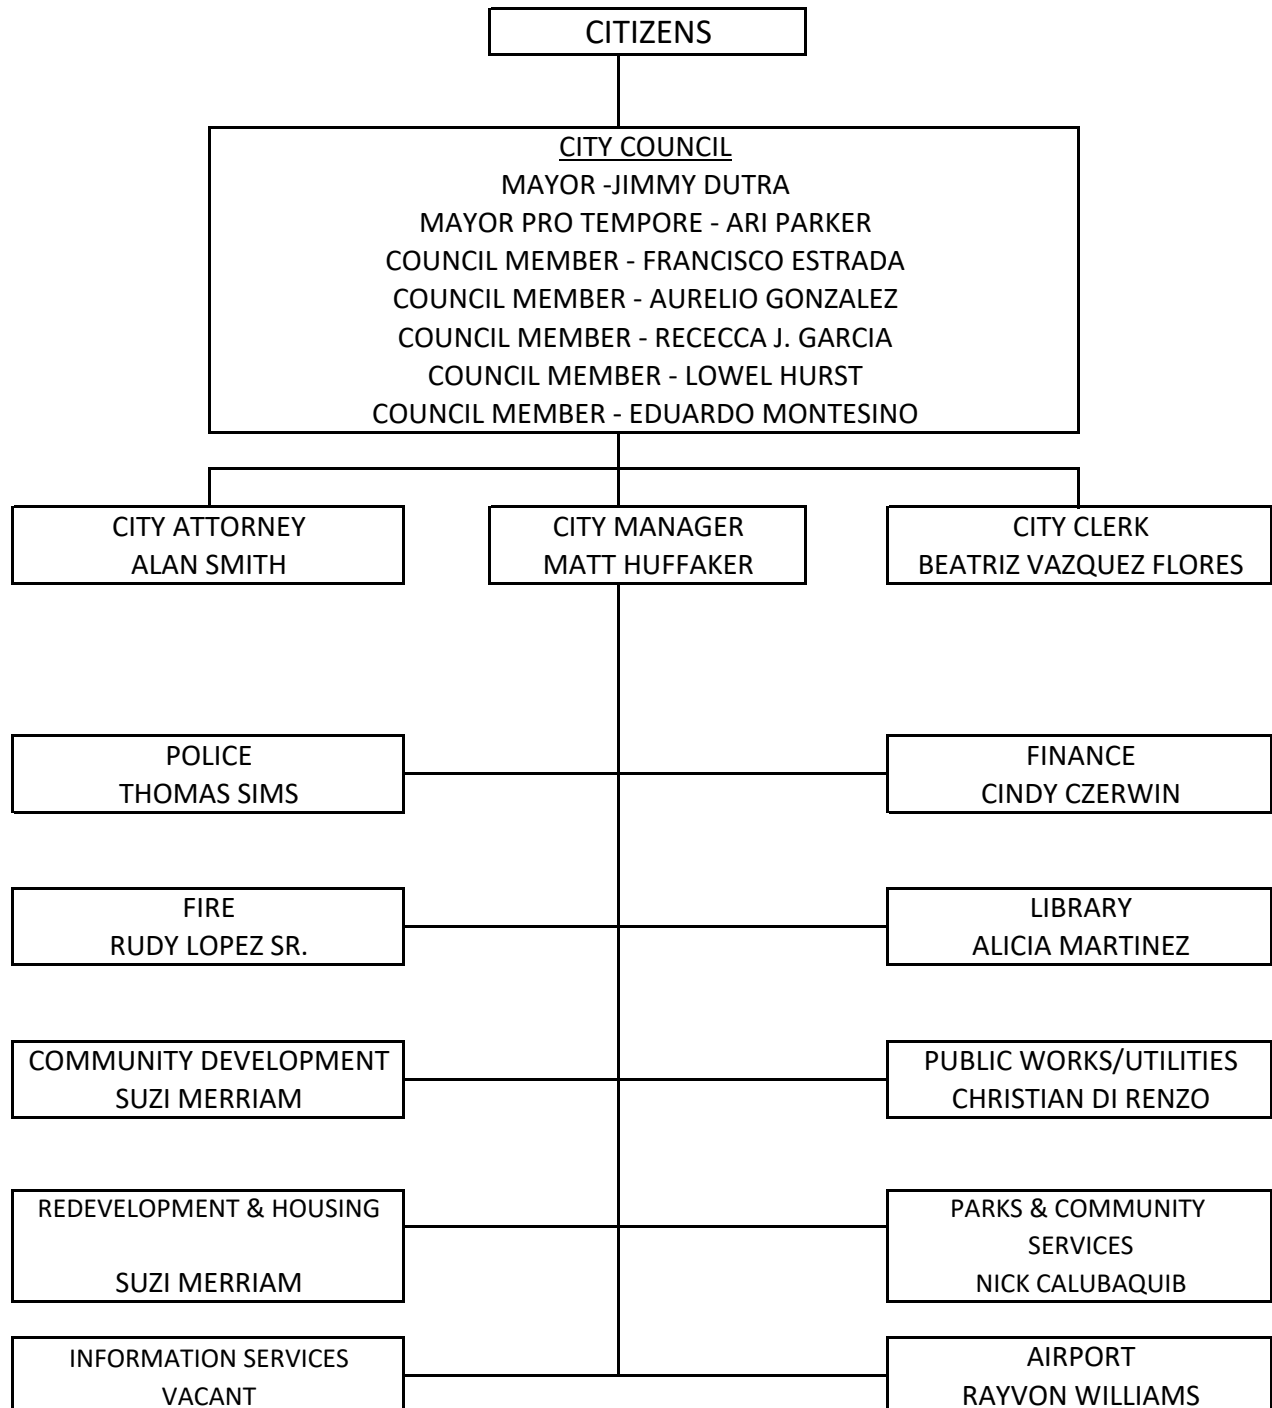 CITIZENS
CITY COUNCIL
MAYOR -JIMMY DUTRA
MAYOR PRO TEMPORE - ARI PARKER
COUNCIL MEMBER - FRANCISCO ESTRADA
COUNCIL MEMBER - AURELIO GONZALEZ
COUNCIL MEMBER - RECECCA J. GARCIA
COUNCIL MEMBER - LOWEL HURST
COUNCIL MEMBER - EDUARDO MONTESINO
CITY ATTORNEY
ALAN SMITH
CITY MANAGER
MATT HUFFAKER
CITY CLERK
BEATRIZ VAZQUEZ FLORES
POLICE
THOMAS SIMS
FINANCE
CINDY CZERWIN
FIRE
RUDY LOPEZ SR.
LIBRARY
ALICIA MARTINEZ
COMMUNITY DEVELOPMENT
SUZI MERRIAM
PUBLIC WORKS/UTILITIES
CHRISTIAN DI RENZO
REDEVELOPMENT & HOUSING
SUZI MERRIAM
PARKS & COMMUNITY
SERVICES
NICK CALUBAQUIB
INFORMATION SERVICES
VACANT
AIRPORT
RAYVON WILLIAMS